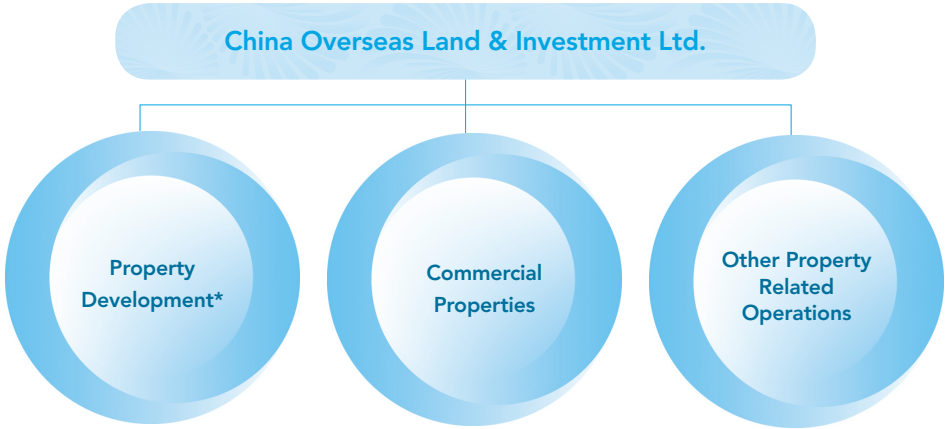 China Overseas Land & Investment Ltd.
Property
Development*
Commercial
Properties
Other Property
Related
Operations